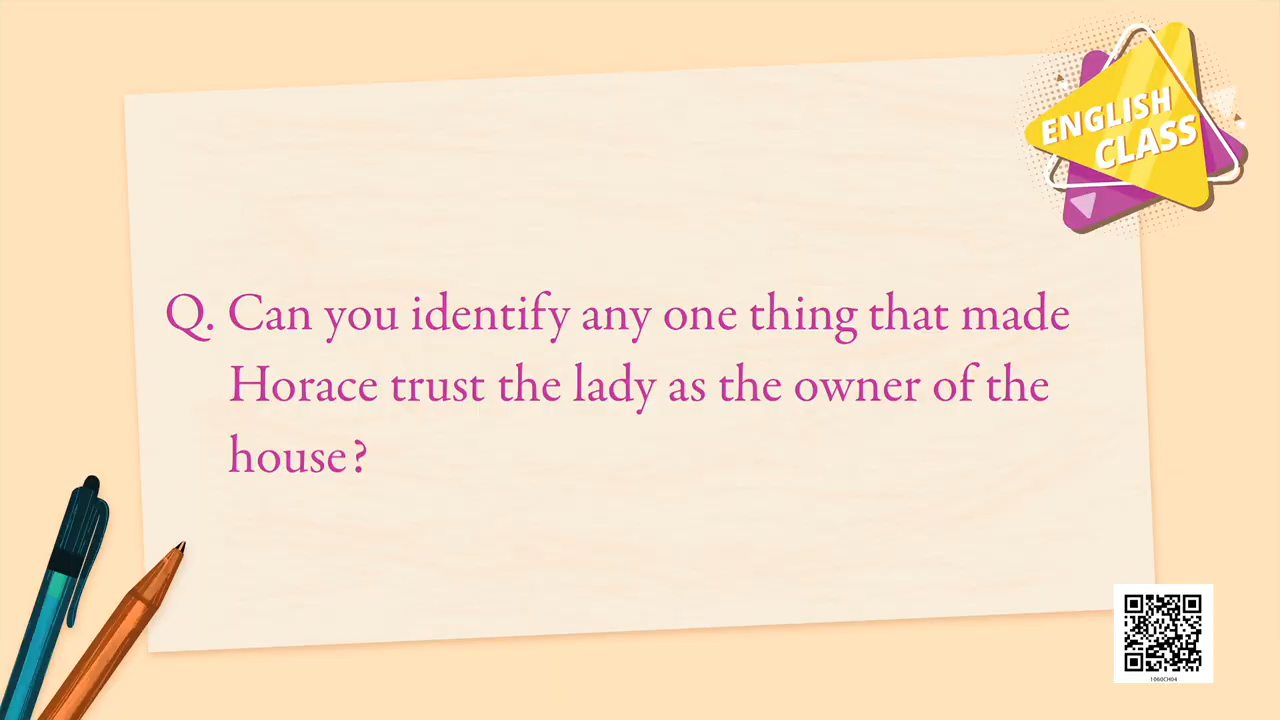 ENGLISH
CLASS
Q. Can you identify any one thing that made
Horace trust the lady as the owner of the
house?
1060CH04